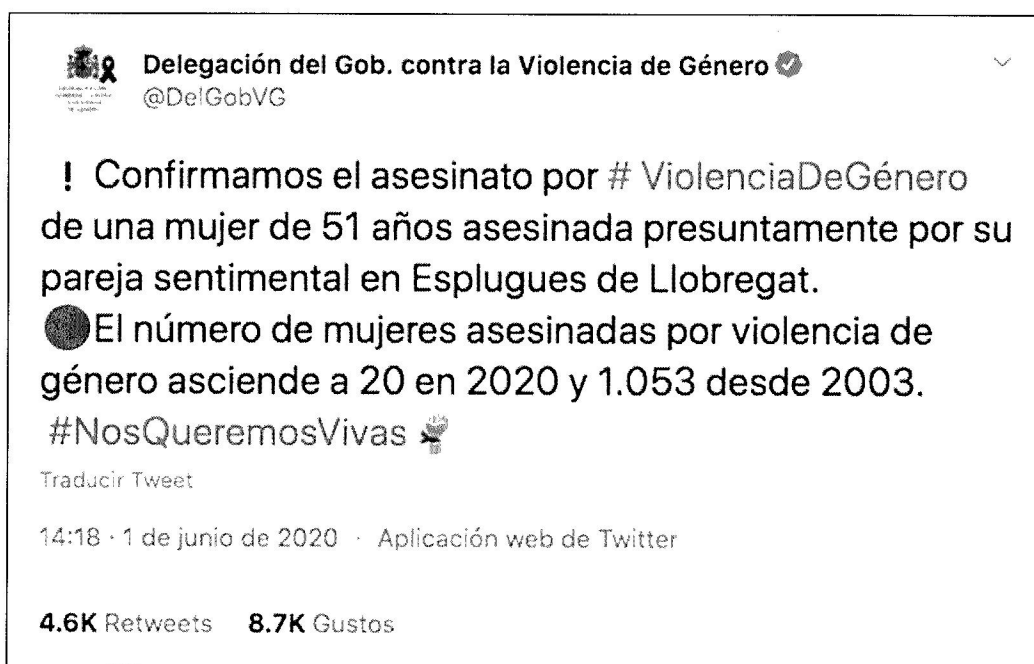 Delegación del Gob. contra la Violencia de Género
@DelGobVG
! Confirmamos el asesinato por # ViolenciaDeGénero
de una mujer de 51 años asesinada presuntamente por su
pareja sentimental en Esplugues de Llobregat.
El número de mujeres asesinadas por violencia de
género asciende a 20 en 2020 y 1.053 desde 2003.
#NosQueremosVivas
Traducir Tweet
14:18 · 1 de junio de 2020 · Aplicación web de Twitter
4.6K Retweets 8.7K Gustos